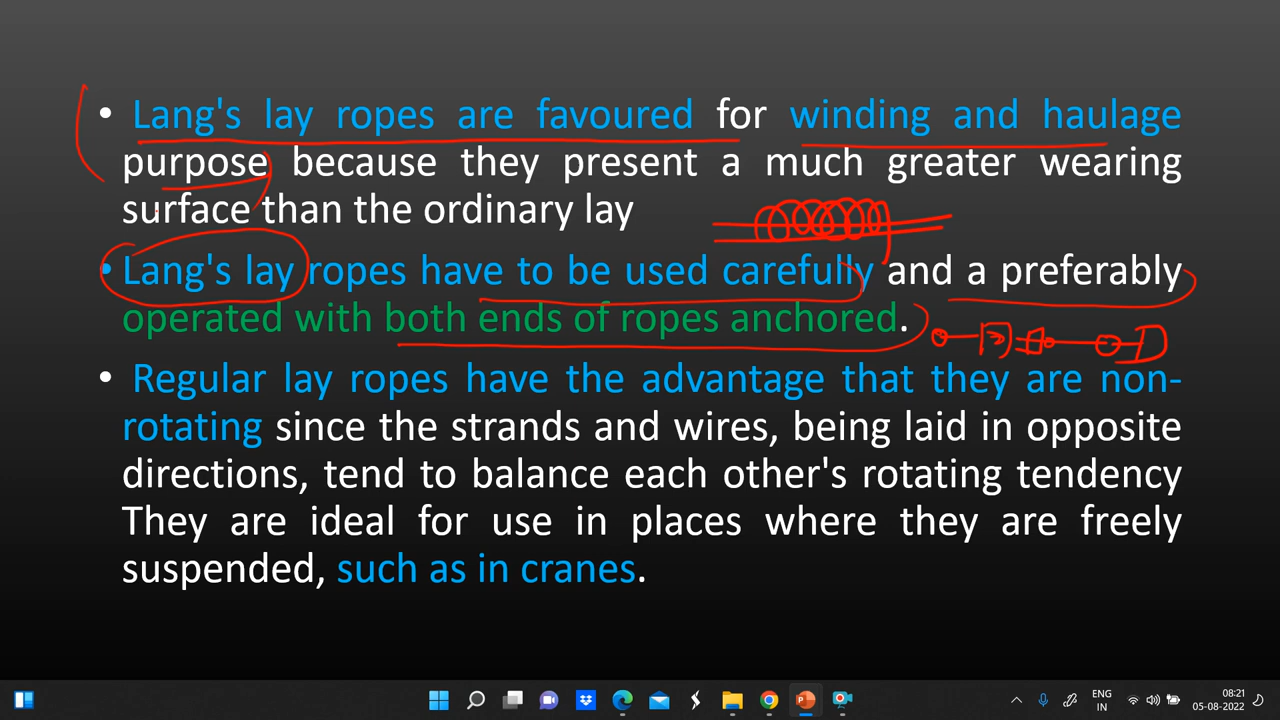 • Lang's lay ropes are favoured for winding and haulage
purpose because they present a much greater wearing
surface than the ordinary lay
• Lang's lay ropes have to be used carefully and a preferably
operated with both ends of ropes anchored.
• Regular lay ropes have the advantage that they are non-
rotating since the strands and wires, being laid in opposite
directions, tend to balance each other's rotating tendency
They are ideal for use in places where they are freely
suspended, such as in cranes.
ENG
IN
08:21
05-08-2022